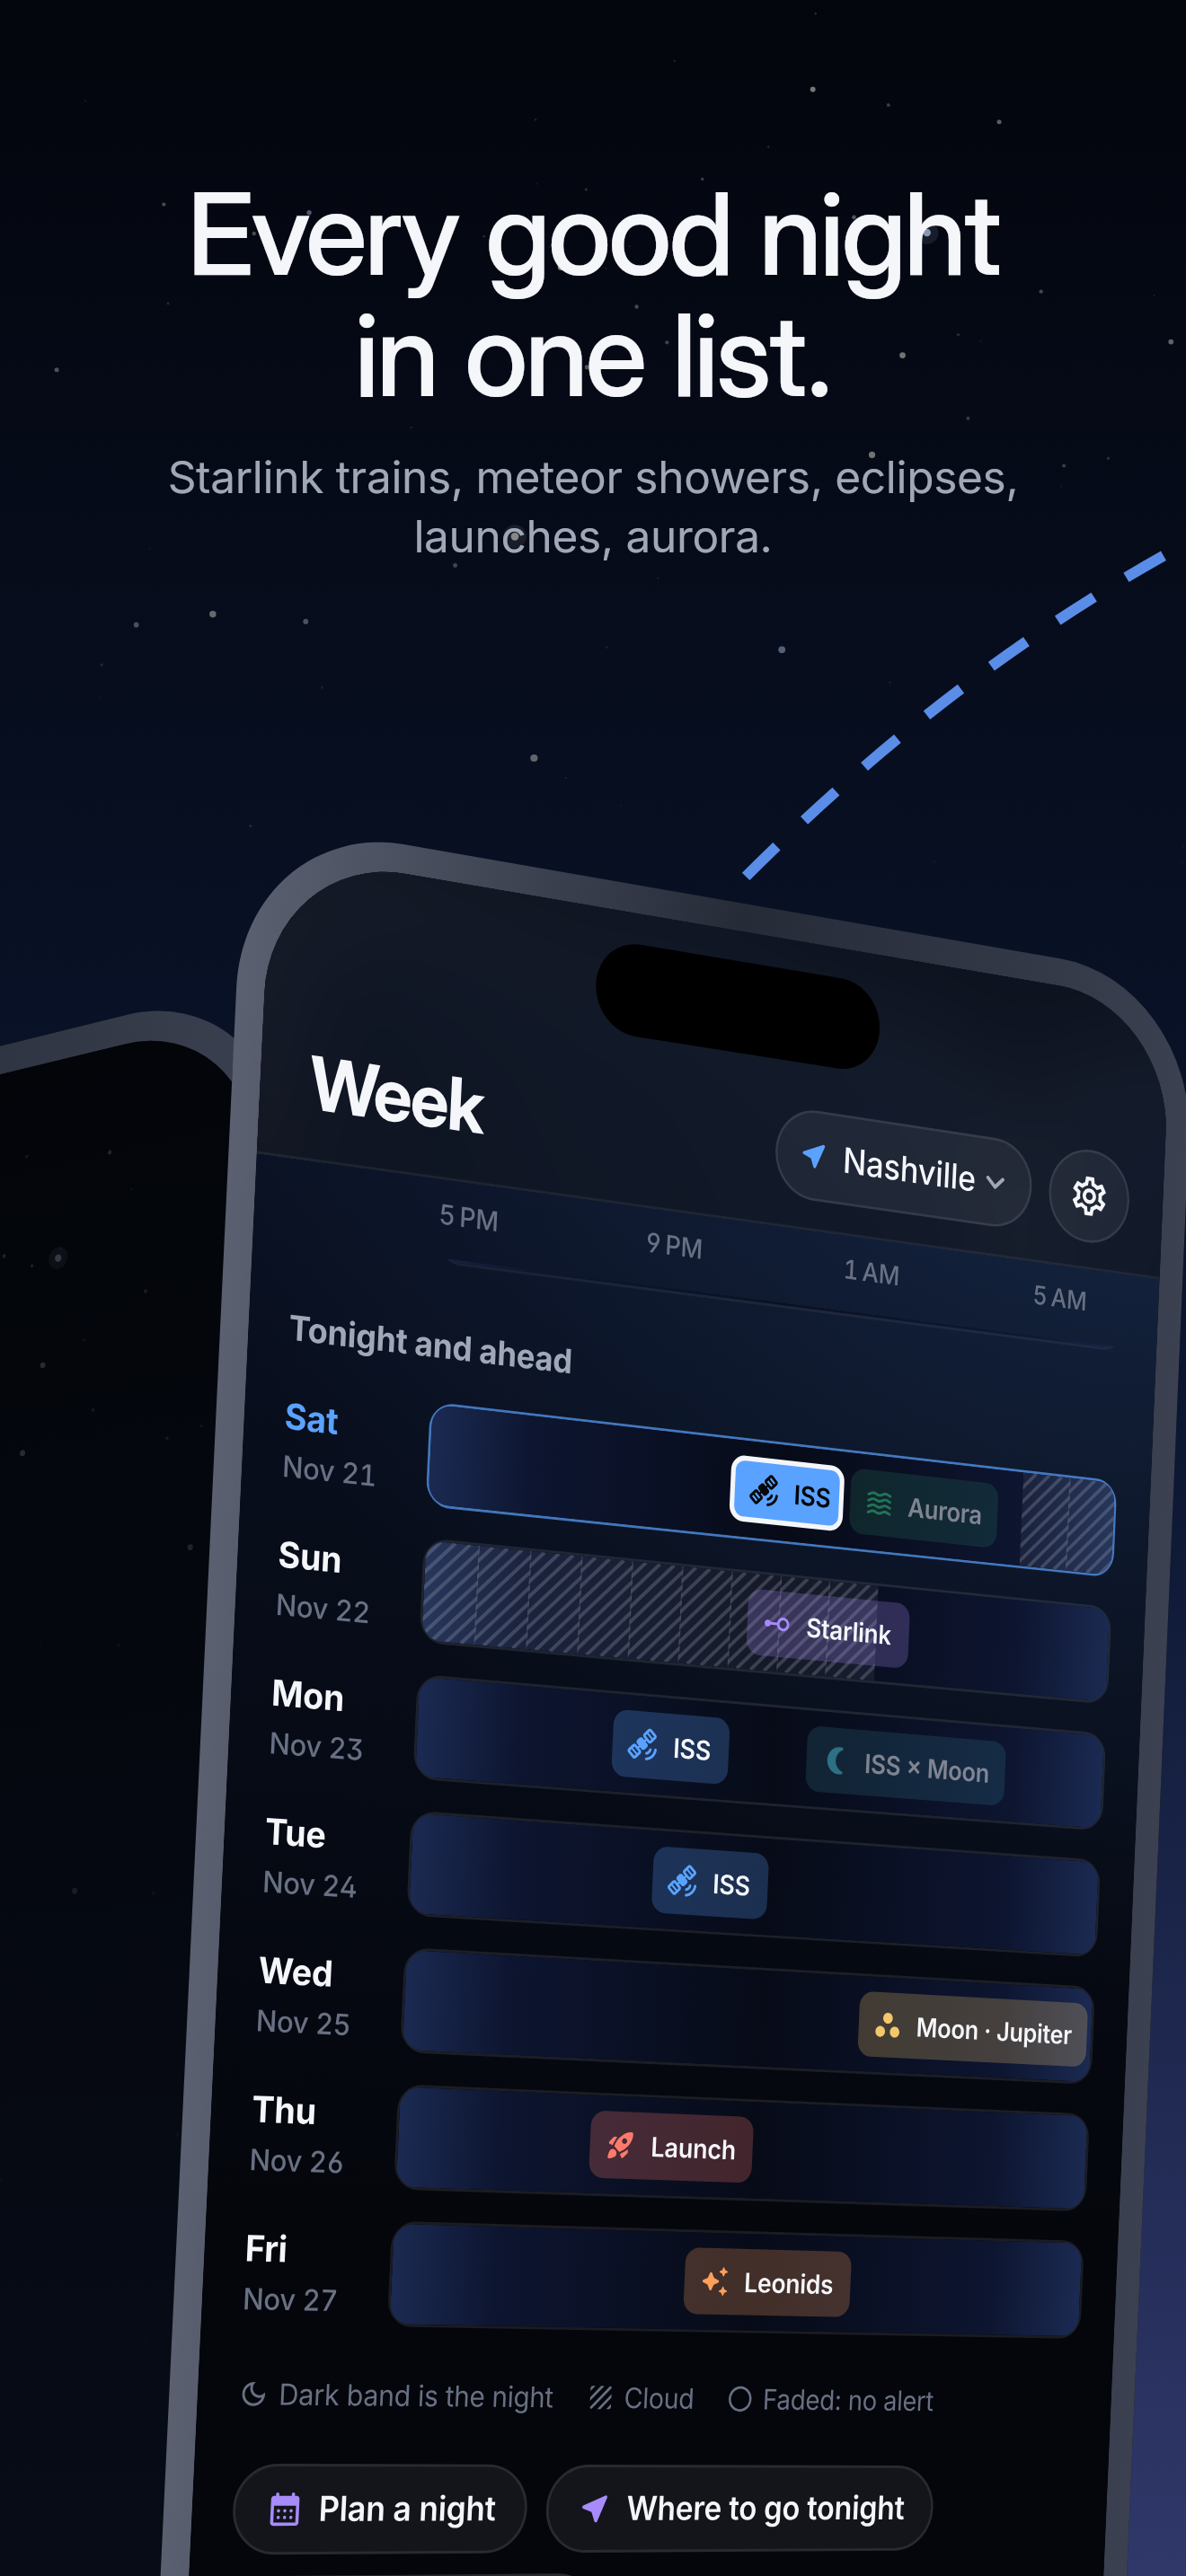 Every good night
in one list.
Starlink trains, meteor showers, eclipses,
launches, aurora.
Week
Nashville
5 PM 9 PM 1 AM 5 AM
Tonight and ahead
Sat
Nov 21
ISS Aurora
Sun
Nov 22
Starlink
Mon
Nov 23
ISS ISS × Moon
Tue
Nov 24
ISS
Wed
Nov 25
Moon · Jupiter
Thu
Nov 26
Launch
Fri
Nov 27
Leonids
Dark band is the night Cloud Faded: no alert
Plan a night Where to go tonight